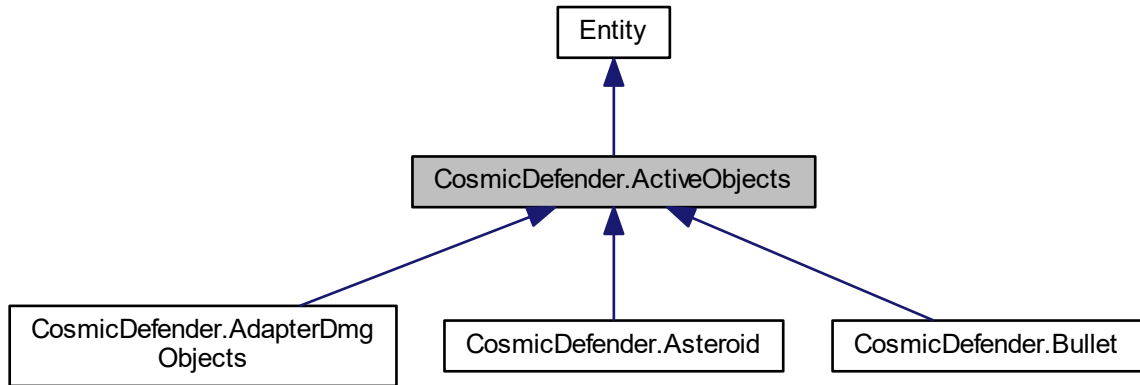 Entity
CosmicDefender.ActiveObjects
CosmicDefender.AdapterDmg
Objects
CosmicDefender.Asteroid
CosmicDefender.Bullet